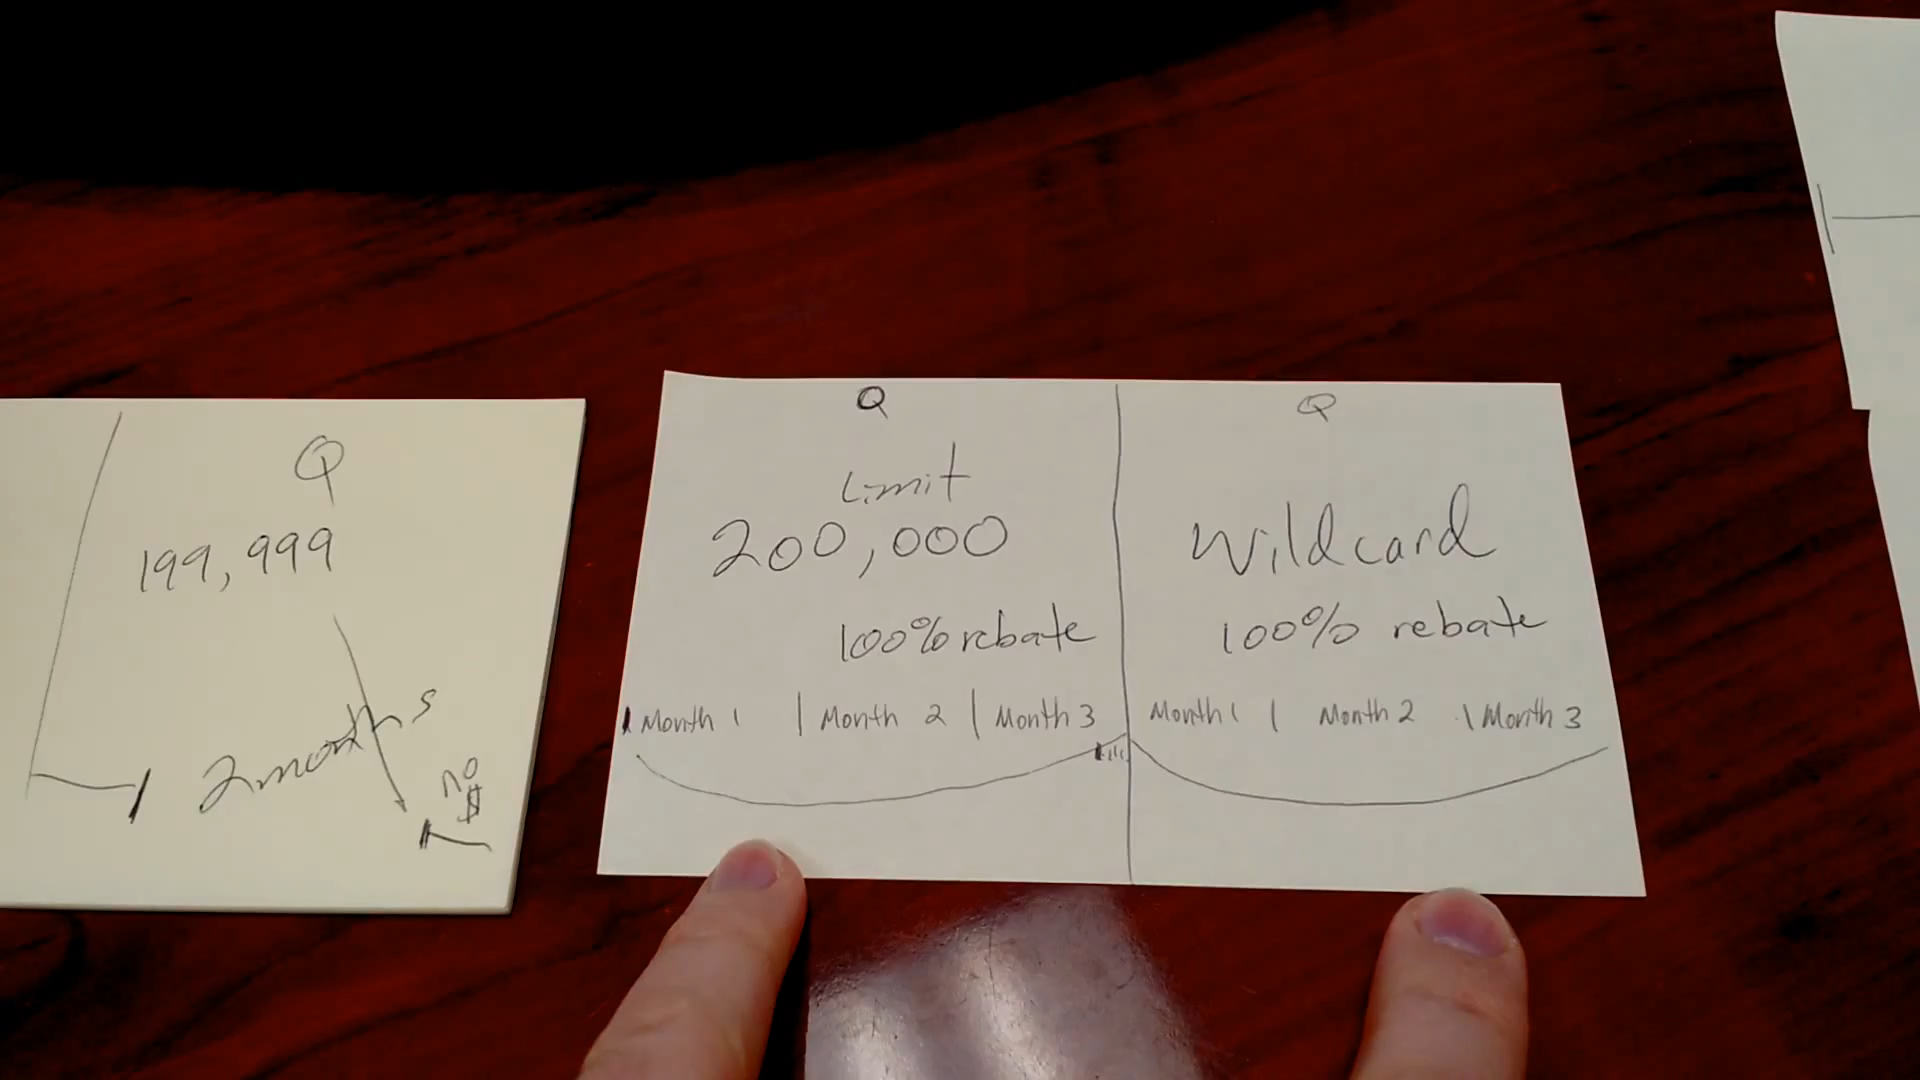 Q
199,999
2 months
no
$
Q
Limit
200,000
100% rebate
Month 1 | Month 2 | Month 3
Q
Wildcard
100% rebate
Month 1 | Month 2 | Month 3